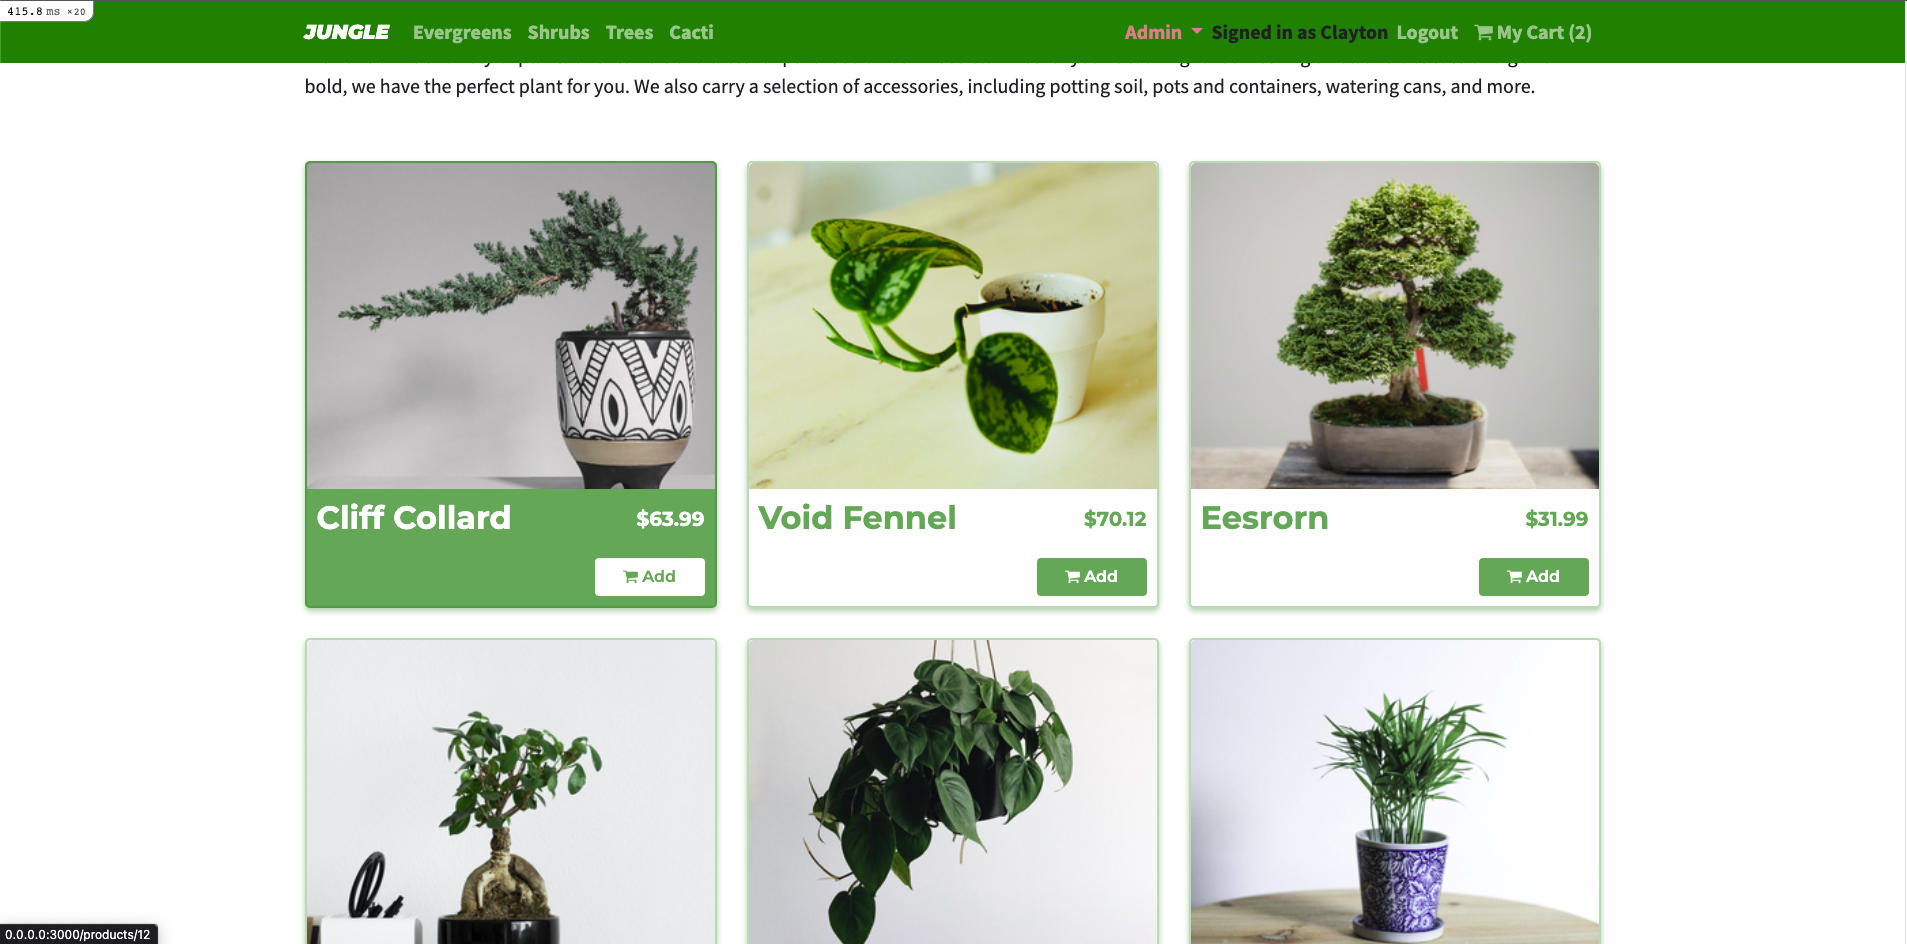 415.8 ms ×20
JUNGLE Evergreens Shrubs Trees Cacti Admin Signed in as Clayton Logout My Cart (2)
bold, we have the perfect plant for you. We also carry a selection of accessories, including potting soil, pots and containers, watering cans, and more.
Cliff Collard $63.99 Void Fennel $70.12 Eesrorn $31.99
Add Add Add
0.0.0.0:3000/products/12